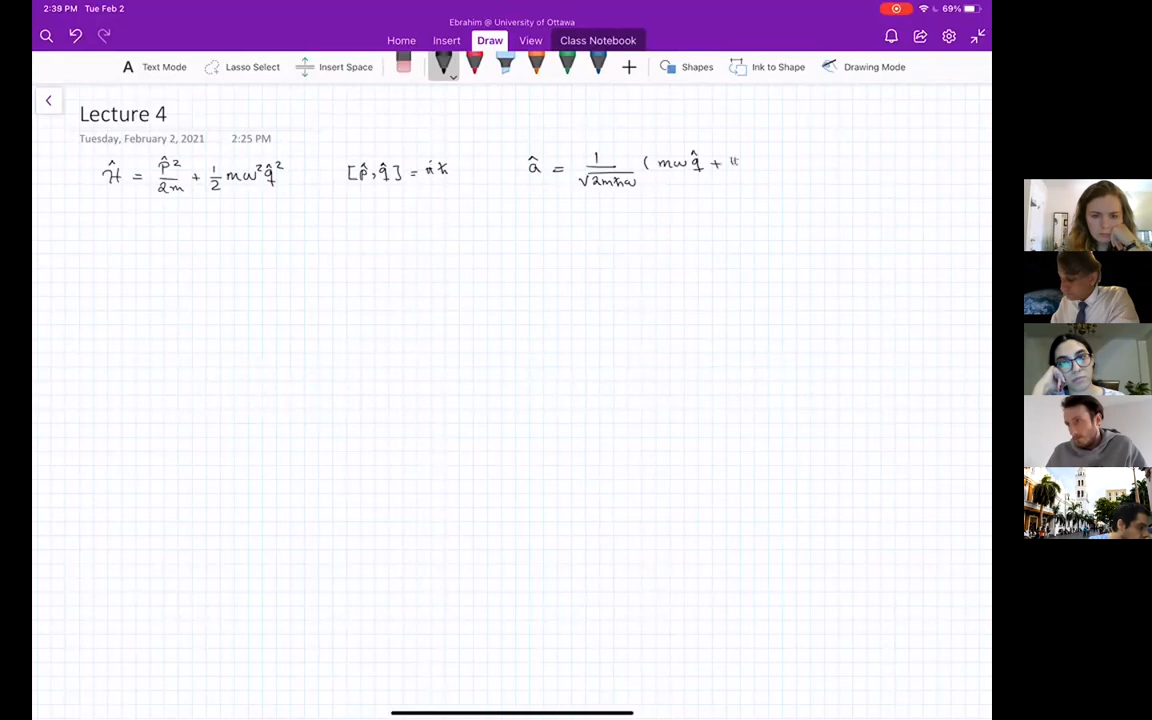 2:39 PM Tue Feb 2
69%
Ebrahim @ University of Ottawa
Home Insert Draw View Class Notebook
A Text Mode Lasso Select Insert Space Shapes Ink to Shape Drawing Mode
Lecture 4
Tuesday, February 2, 2021 2:25 PM
Ĥ = p̂²/2m + 1/2 mω²q̂² [p̂, q̂] = iħ â = 1/√2mħω ( mωq̂ +